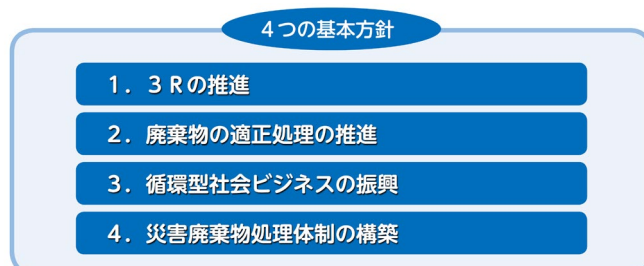 4つの基本方針
1．３Rの推進
2．廃棄物の適正処理の推進
3．循環型社会ビジネスの振興
4．災害廃棄物処理体制の構築